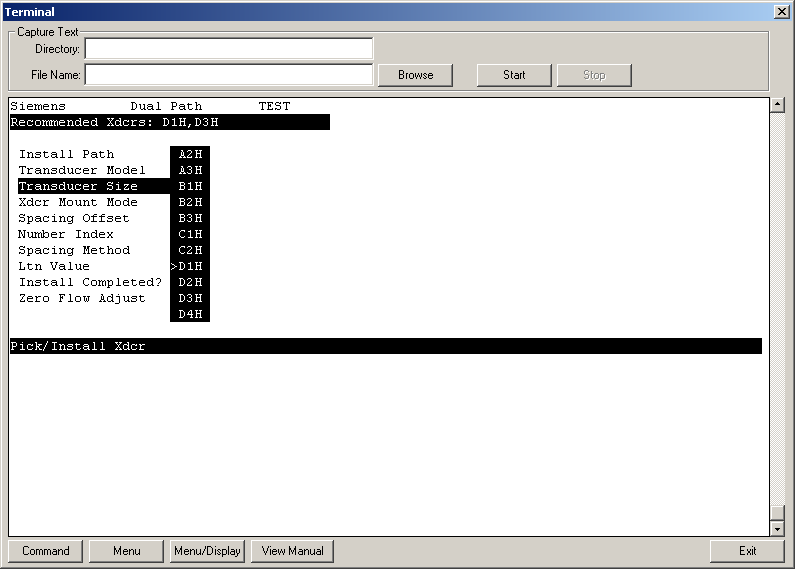 Terminal
Capture Text
Directory:
File Name: Browse Start Stop
Siemens Dual Path TEST
Recommended Xdcrs: D1H,D3H
Install Path A2H
Transducer Model A3H
Transducer Size B1H
Xdcr Mount Mode B2H
Spacing Offset B3H
Number Index C1H
Spacing Method C2H
Ltn Value >D1H
Install Completed? D2H
Zero Flow Adjust D3H
D4H
Pick/Install Xdcr
Command Menu Menu/Display View Manual Exit